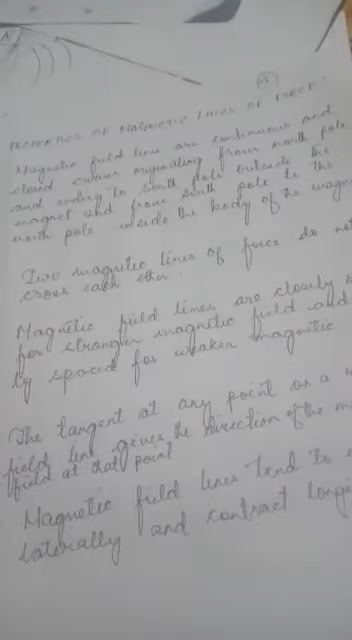 N
PROPERTIES OF MAGNETIC LINES OF FORCE
Magnetic field lines are continuous and
closed curves originating from north pole
and ending to south pole outside the
magnet and from south pole to the
north pole inside the body of the magn
Two magnetic lines of force do not
cross each other.
Magnetic field lines are closely
for stronger magnetic field and
ly spaced for weaker magnetic
The tangent at any point on a m
field line gives the direction of the m
field at that point
Magnetic field lines tend to
laterally and contract longi